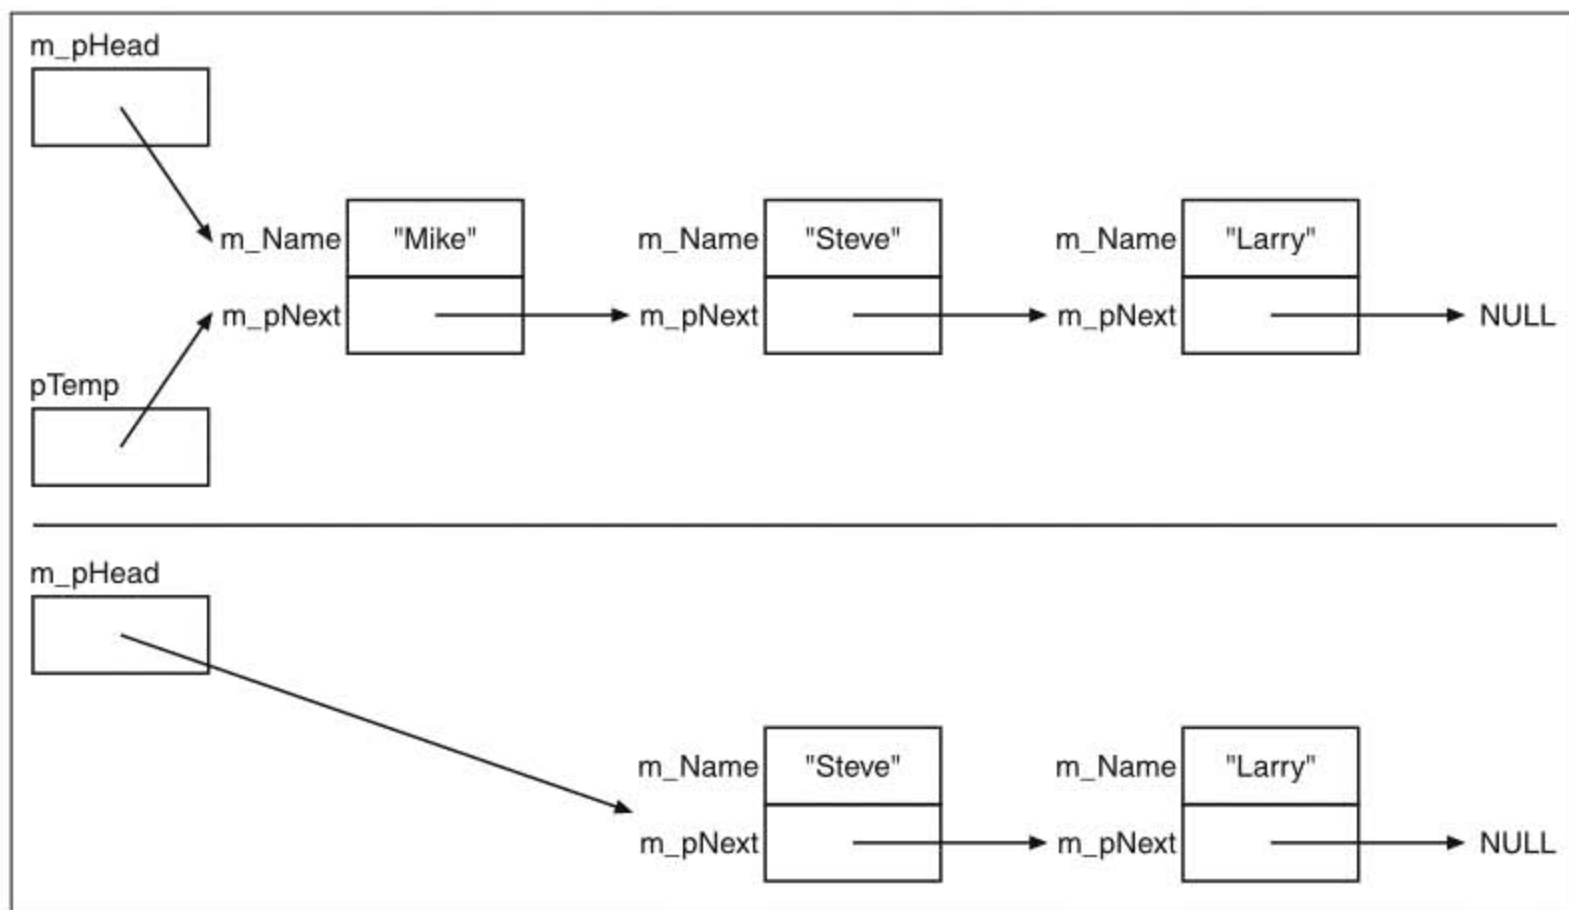 m_pHead
m_Name "Mike" m_Name "Steve" m_Name "Larry"
m_pNext m_pNext m_pNext NULL
pTemp
m_pHead
m_Name "Steve" m_Name "Larry"
m_pNext m_pNext NULL